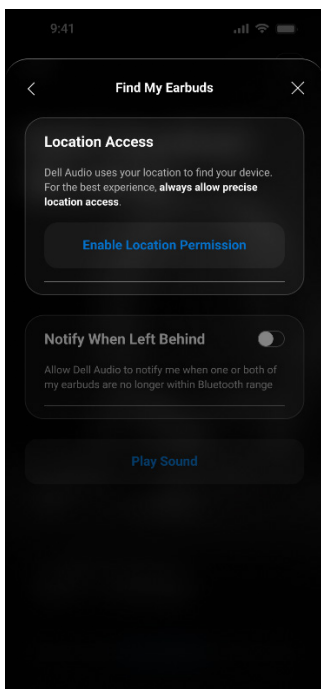 9:41
Find My Earbuds
Location Access
Dell Audio uses your location to find your device.
For the best experience, always allow precise
location access.
Enable Location Permission
Notify When Left Behind
Allow Dell Audio to notify me when one or both of
my earbuds are no longer within Bluetooth range
Play Sound